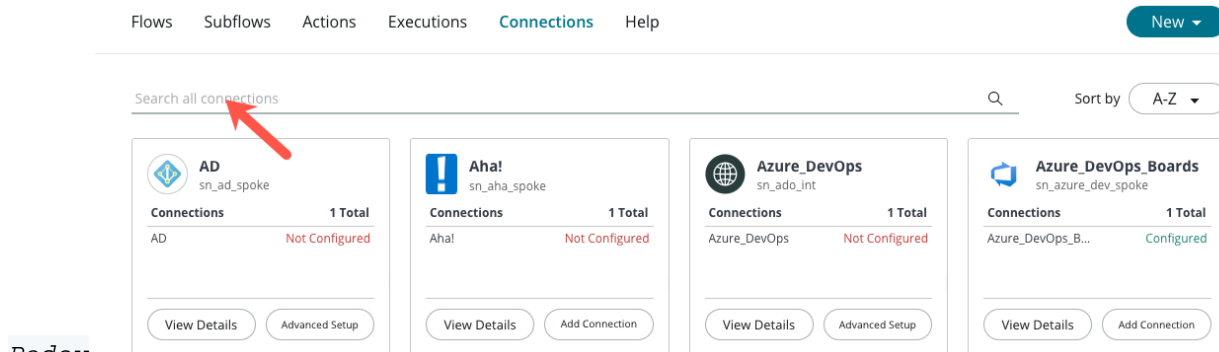 Flows Subflows Actions Executions Connections Help New
Search all connections Sort by A-Z
AD
sn_ad_spoke
Connections 1 Total
AD Not Configured
View Details Advanced Setup
Aha!
sn_aha_spoke
Connections 1 Total
Aha! Not Configured
View Details Add Connection
Azure_DevOps
sn_ado_int
Connections 1 Total
Azure_DevOps Not Configured
View Details Advanced Setup
Azure_DevOps_Boards
sn_azure_dev_spoke
Connections 1 Total
Azure_DevOps_B... Configured
View Details Add Connection